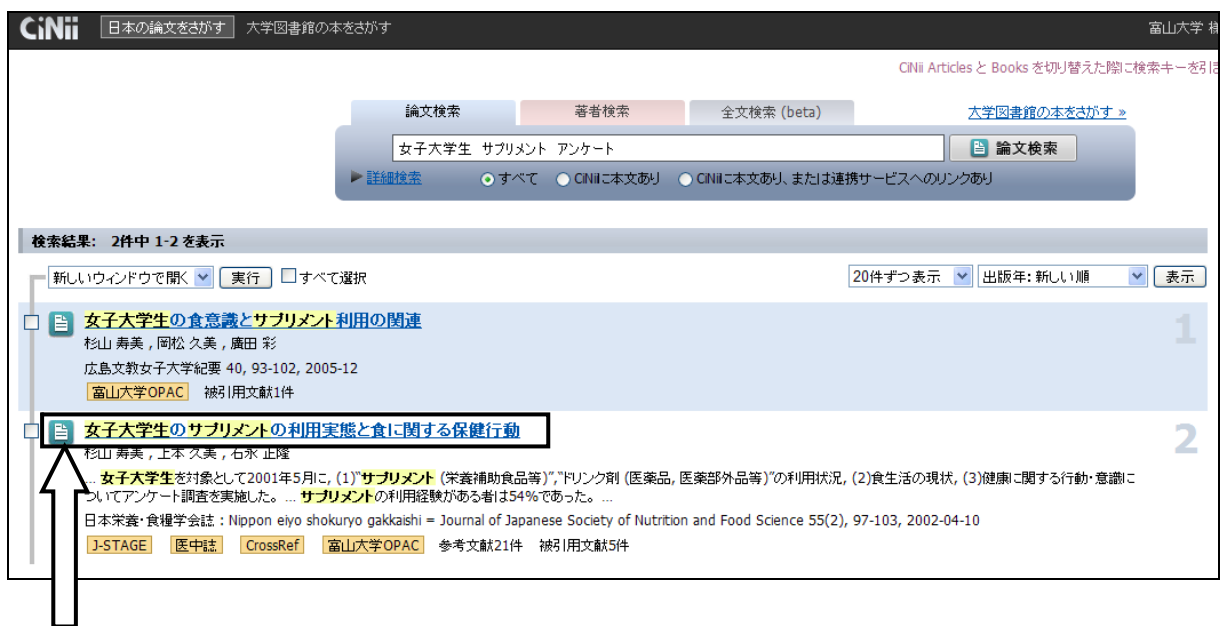 CiNii 日本の論文をさがす 大学図書館の本をさがす 富山大学 様
CiNii Articles と Books を切り替えた際に検索キーを引き
論文検索 著者検索 全文検索 (beta) 大学図書館の本をさがす »
女子大学生 サプリメント アンケート 論文検索
詳細検索 すべて CiNiiに本文あり CiNiiに本文あり、または連携サービスへのリンクあり
検索結果: 2件中 1-2 を表示
新しいウィンドウで開く 実行 すべて選択 20件ずつ表示 出版年:新しい順 表示
女子大学生の食意識とサプリメント利用の関連 1
杉山 寿美 , 岡松 久美 , 廣田 彩
広島文教女子大学紀要 40, 93-102, 2005-12
富山大学OPAC 被引用文献1件
女子大学生のサプリメントの利用実態と食に関する保健行動 2
杉山 寿美 , 上本 久美 , 石永 正隆
... 女子大学生を対象として2001年5月に, (1)"サプリメント (栄養補助食品等)","ドリンク剤 (医薬品, 医薬部外品等)"の利用状況, (2)食生活の現状, (3)健康に関する行動・意識に
ついてアンケート調査を実施した。... サプリメントの利用経験がある者は54%であった。...
日本栄養・食糧学会誌 : Nippon eiyo shokuryo gakkaishi = Journal of Japanese Society of Nutrition and Food Science 55(2), 97-103, 2002-04-10
J-STAGE 医中誌 CrossRef 富山大学OPAC 参考文献21件 被引用文献5件